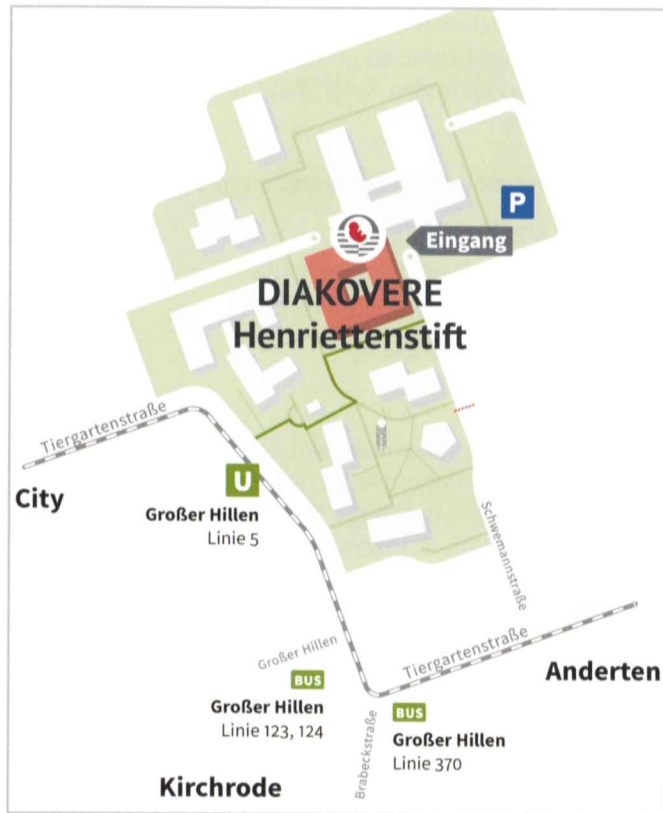 P
Eingang
DIAKOVERE
Henriettenstift
Tiergartenstraße
City
U
Großer Hillen
Linie 5
Schwemannstraße
Großer Hillen
Tiergartenstraße
BUS
Großer Hillen
Linie 123, 124
Anderten
BUS
Großer Hillen
Linie 370
Brabeckstraße
Kirchrode